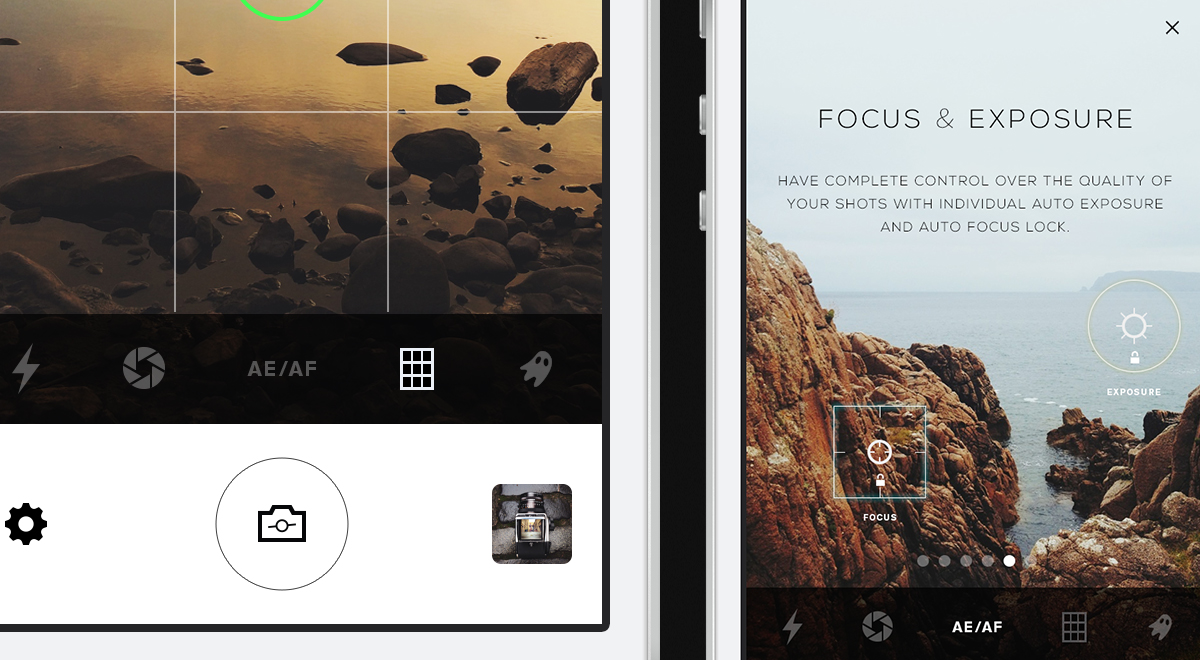 AE/AF
FOCUS & EXPOSURE
HAVE COMPLETE CONTROL OVER THE QUALITY OF
YOUR SHOTS WITH INDIVIDUAL AUTO EXPOSURE
AND AUTO FOCUS LOCK.
EXPOSURE
FOCUS
AE/AF